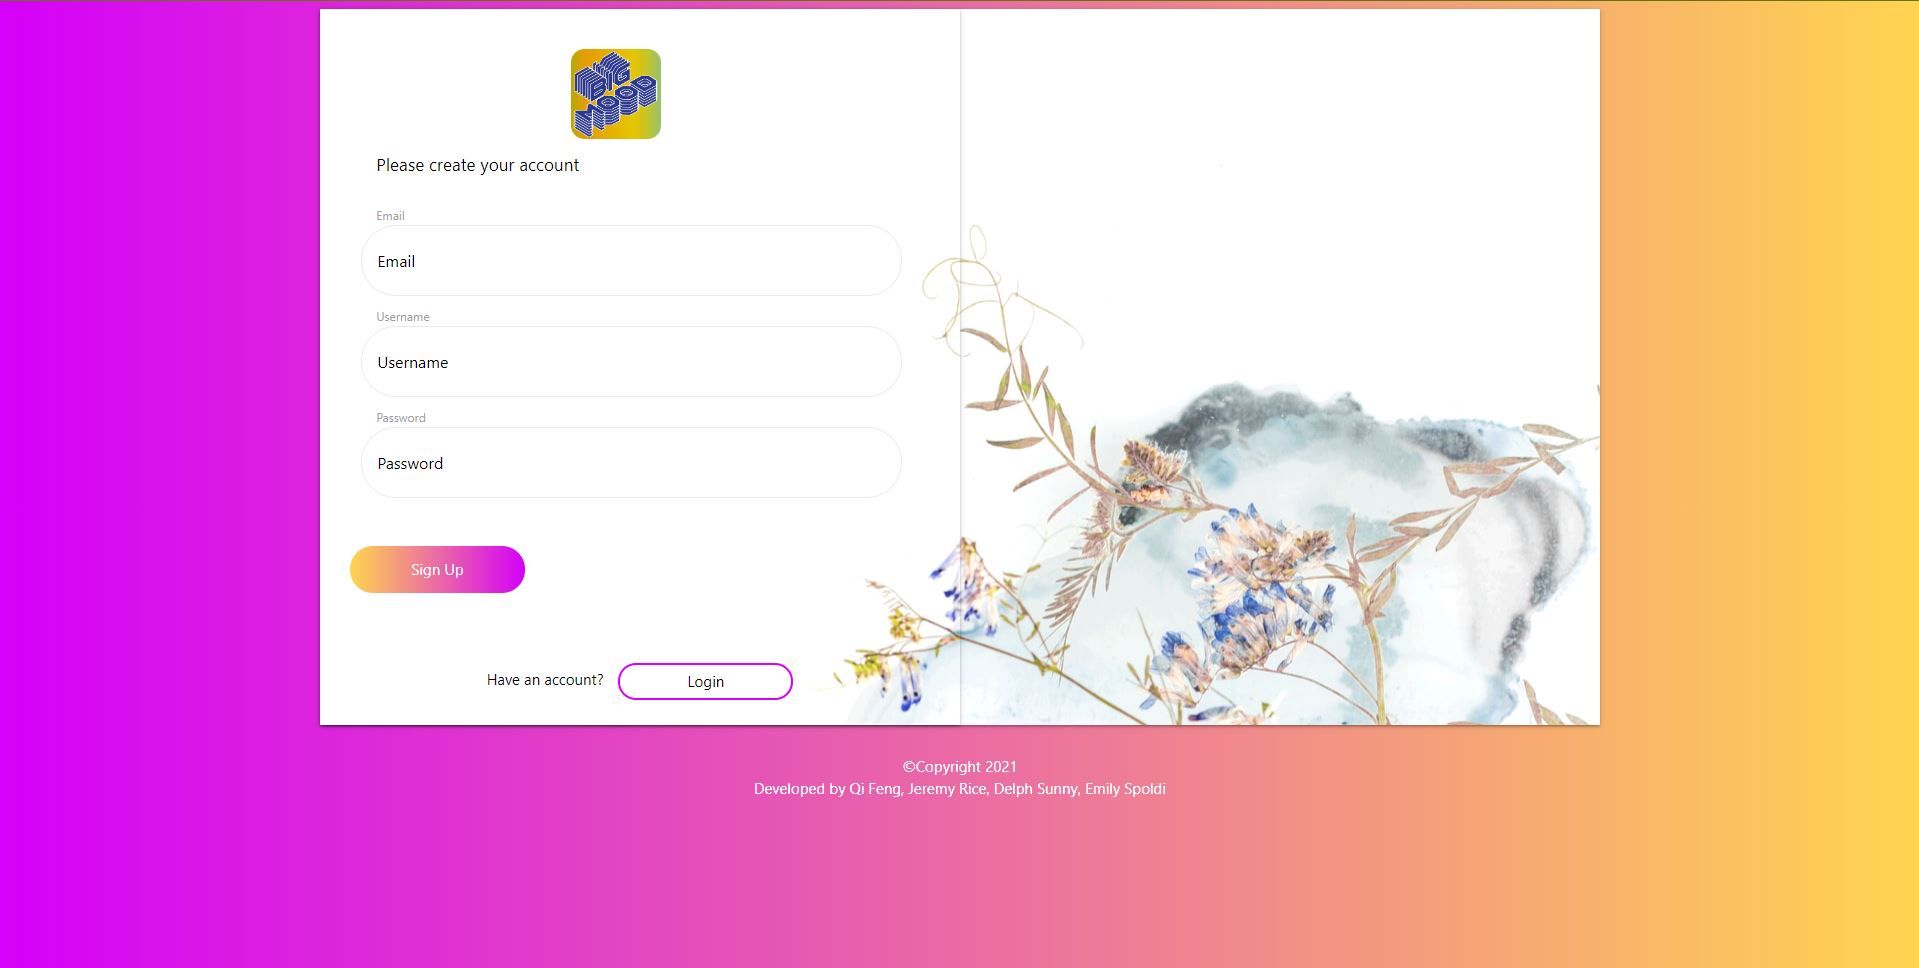 BIG
MOOD
Please create your account
Email
Email
Username
Username
Password
Password
Sign Up
Have an account?
Login
©Copyright 2021
Developed by Qi Feng, Jeremy Rice, Delph Sunny, Emily Spoldi